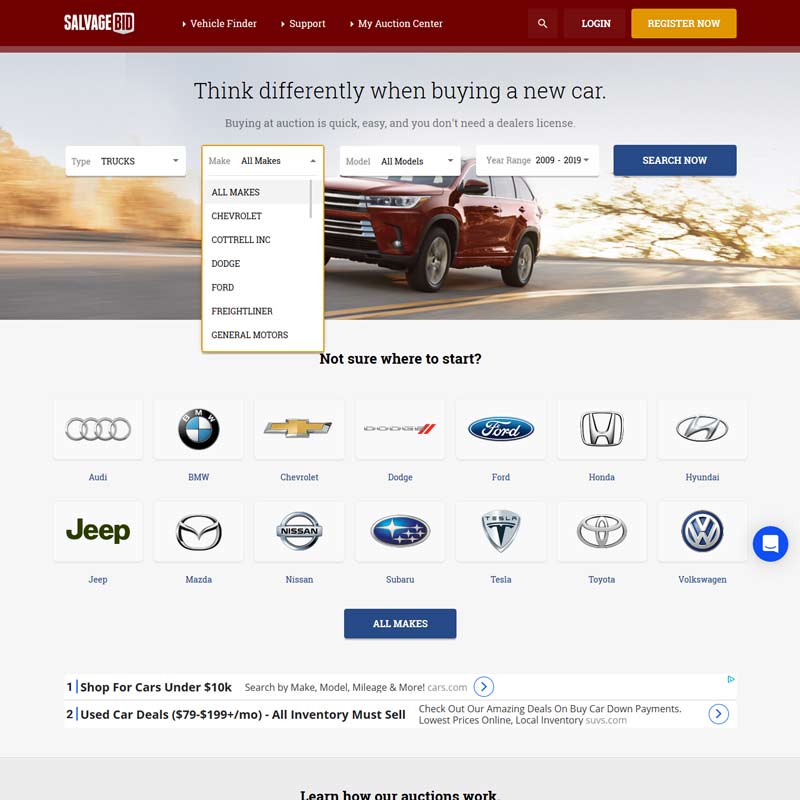 SALVAGE BID
Vehicle Finder
Support
My Auction Center
LOGIN
REGISTER NOW
Think differently when buying a new car.
Buying at auction is quick, easy, and you don't need a dealers license.
Type TRUCKS
Make All Makes
Model All Models
Year Range 2009 - 2019
SEARCH NOW
ALL MAKES
CHEVROLET
COTTRELL INC
DODGE
FORD
FREIGHTLINER
GENERAL MOTORS
Not sure where to start?
BMW
DODGE
Ford
Audi
BMW
Chevrolet
Dodge
Ford
Honda
Hyundai
Jeep
NISSAN
TESLA
Jeep
Mazda
Nissan
Subaru
Tesla
Toyota
Volkswagen
ALL MAKES
1 Shop For Cars Under $10k Search by Make, Model, Mileage & More! cars.com
2 Used Car Deals ($79-$199+/mo) - All Inventory Must Sell
Check Out Our Amazing Deals On Buy Car Down Payments.
Lowest Prices Online, Local Inventory suvs.com
Learn how our auctions work.